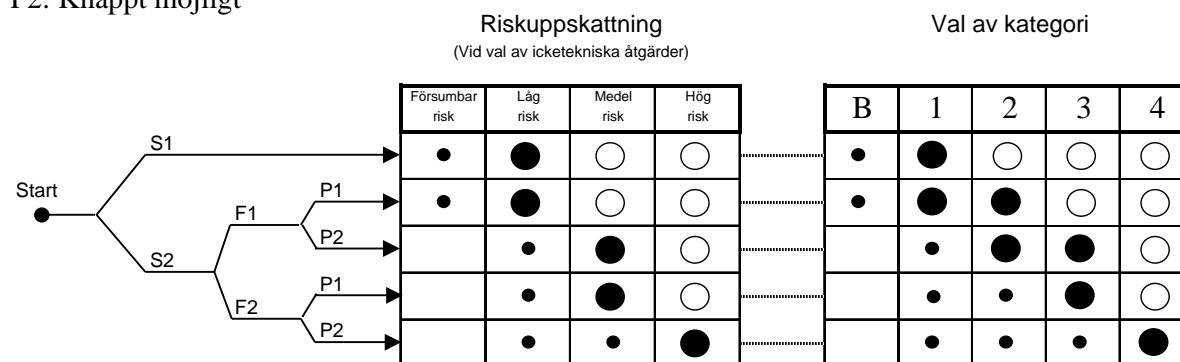 P2: Knappt möjligt
Riskuppskattning
(Vid val av icketekniska åtgärder)
Val av kategori
Försumbar risk
Låg risk
Medel risk
Hög risk
B 1 2 3 4
S1
Start
P1
F1
P2
S2
P1
F2
P2